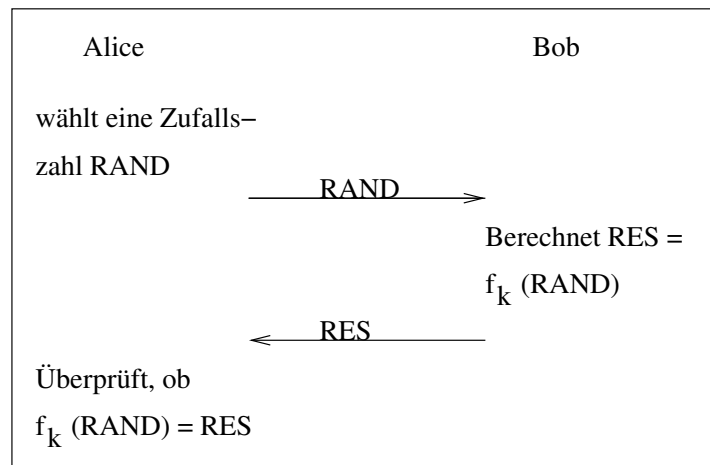 Alice
Bob
wählt eine Zufalls–
zahl RAND
RAND
Berechnet RES =
f_k (RAND)
RES
Überprüft, ob
f_k (RAND) = RES